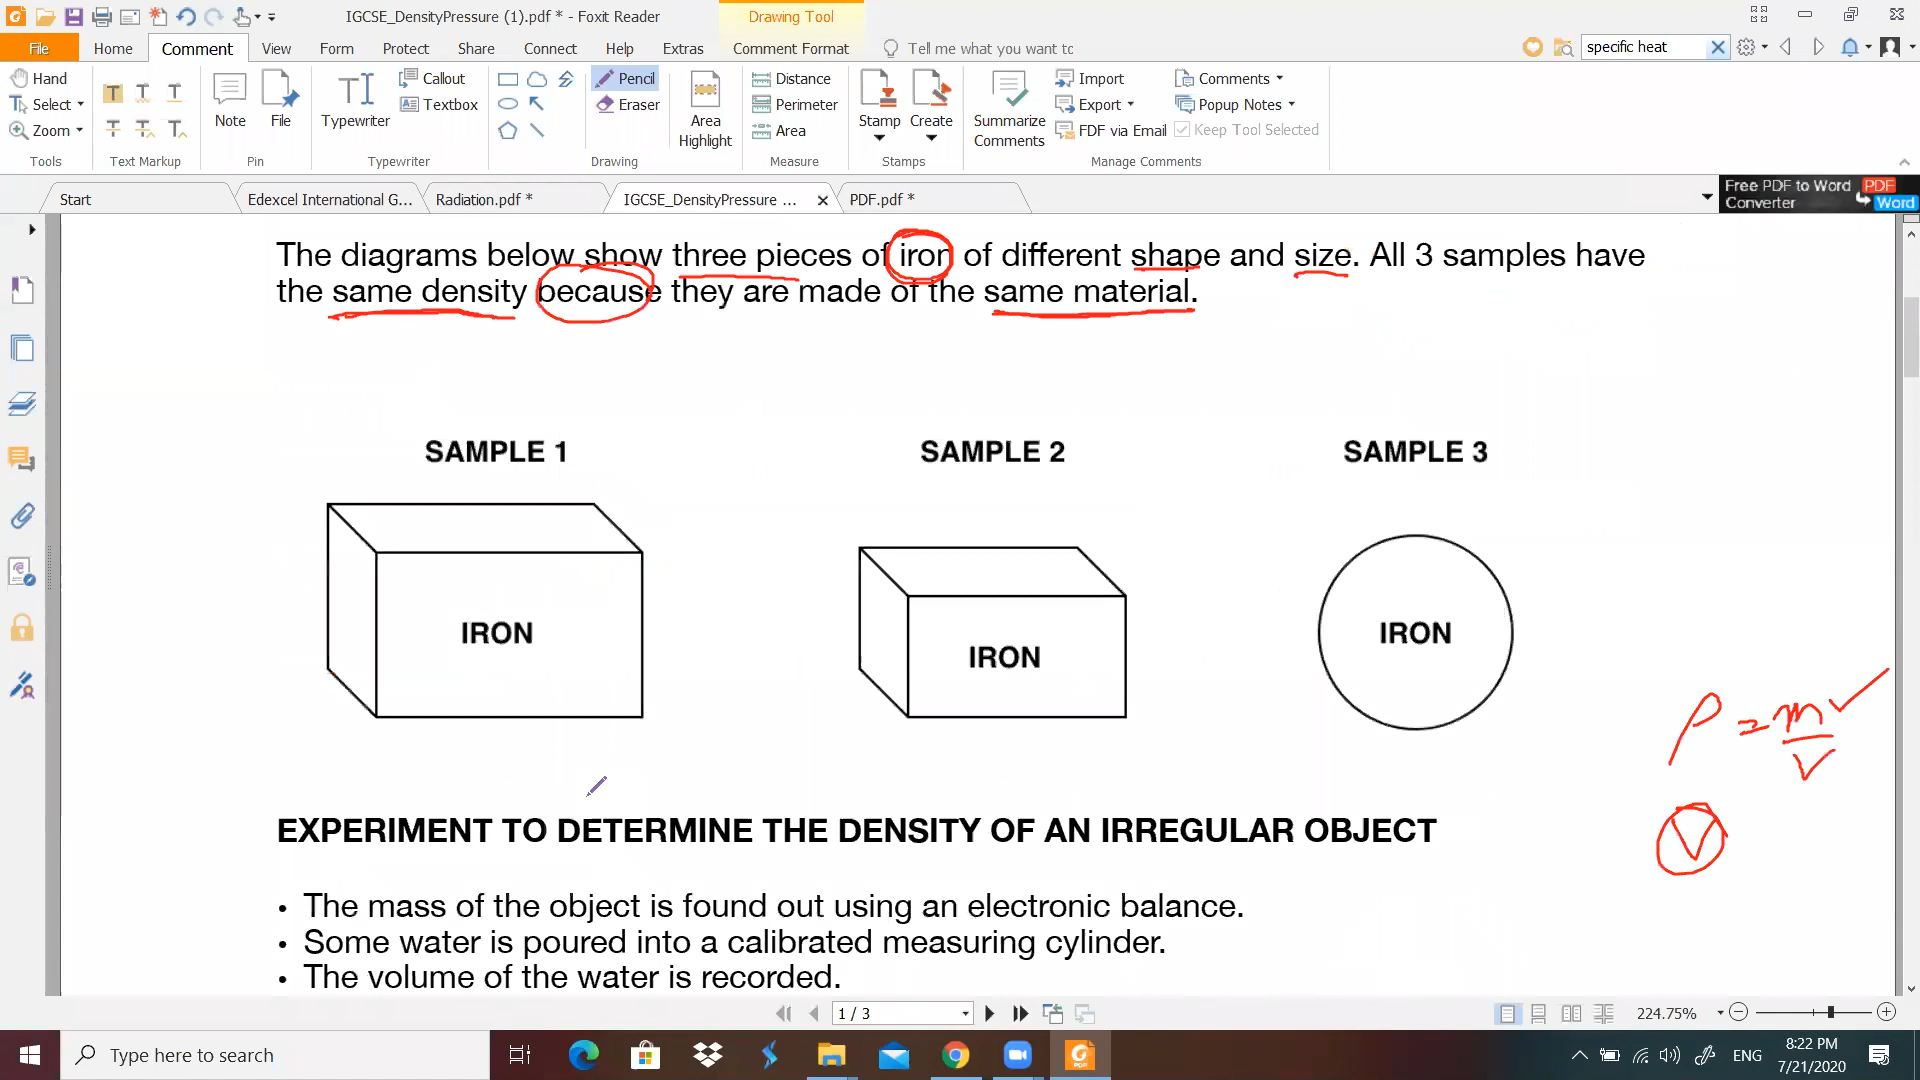 IGCSE_DensityPressure (1).pdf * - Foxit Reader
Drawing Tool
File
Home
Comment
View
Form
Protect
Share
Connect
Help
Extras
Comment Format
Tell me what you want to
specific heat
Hand
Select
Zoom
Tools
Text Markup
Note
File
Pin
Typewriter
Callout
Textbox
Typewriter
Pencil
Eraser
Drawing
Area
Highlight
Distance
Perimeter
Area
Measure
Stamp
Create
Stamps
Summarize
Comments
Import
Export
FDF via Email
Comments
Popup Notes
Keep Tool Selected
Manage Comments
Start
Edexcel International G...
Radiation.pdf *
IGCSE_DensityPressure ...
PDF.pdf *
Free PDF to Word
Converter
PDF
Word
The diagrams below show three pieces of iron of different shape and size. All 3 samples have
the same density because they are made of the same material.
SAMPLE 1
SAMPLE 2
SAMPLE 3
IRON
IRON
IRON
ρ = m
V
V
EXPERIMENT TO DETERMINE THE DENSITY OF AN IRREGULAR OBJECT
• The mass of the object is found out using an electronic balance.
• Some water is poured into a calibrated measuring cylinder.
• The volume of the water is recorded.
1 / 3
224.75%
Type here to search
ENG
8:22 PM
7/21/2020